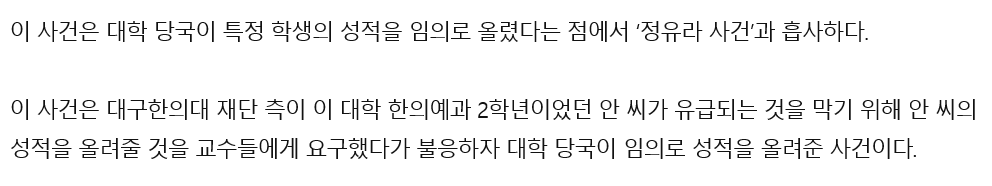 이 사건은 대학 당국이 특정 학생의 성적을 임의로 올렸다는 점에서 ‘정유라 사건’과 흡사하다.
이 사건은 대구한의대 재단 측이 이 대학 한의예과 2학년이었던 안 씨가 유급되는 것을 막기 위해 안 씨의
성적을 올려줄 것을 교수들에게 요구했다가 불응하자 대학 당국이 임의로 성적을 올려준 사건이다.